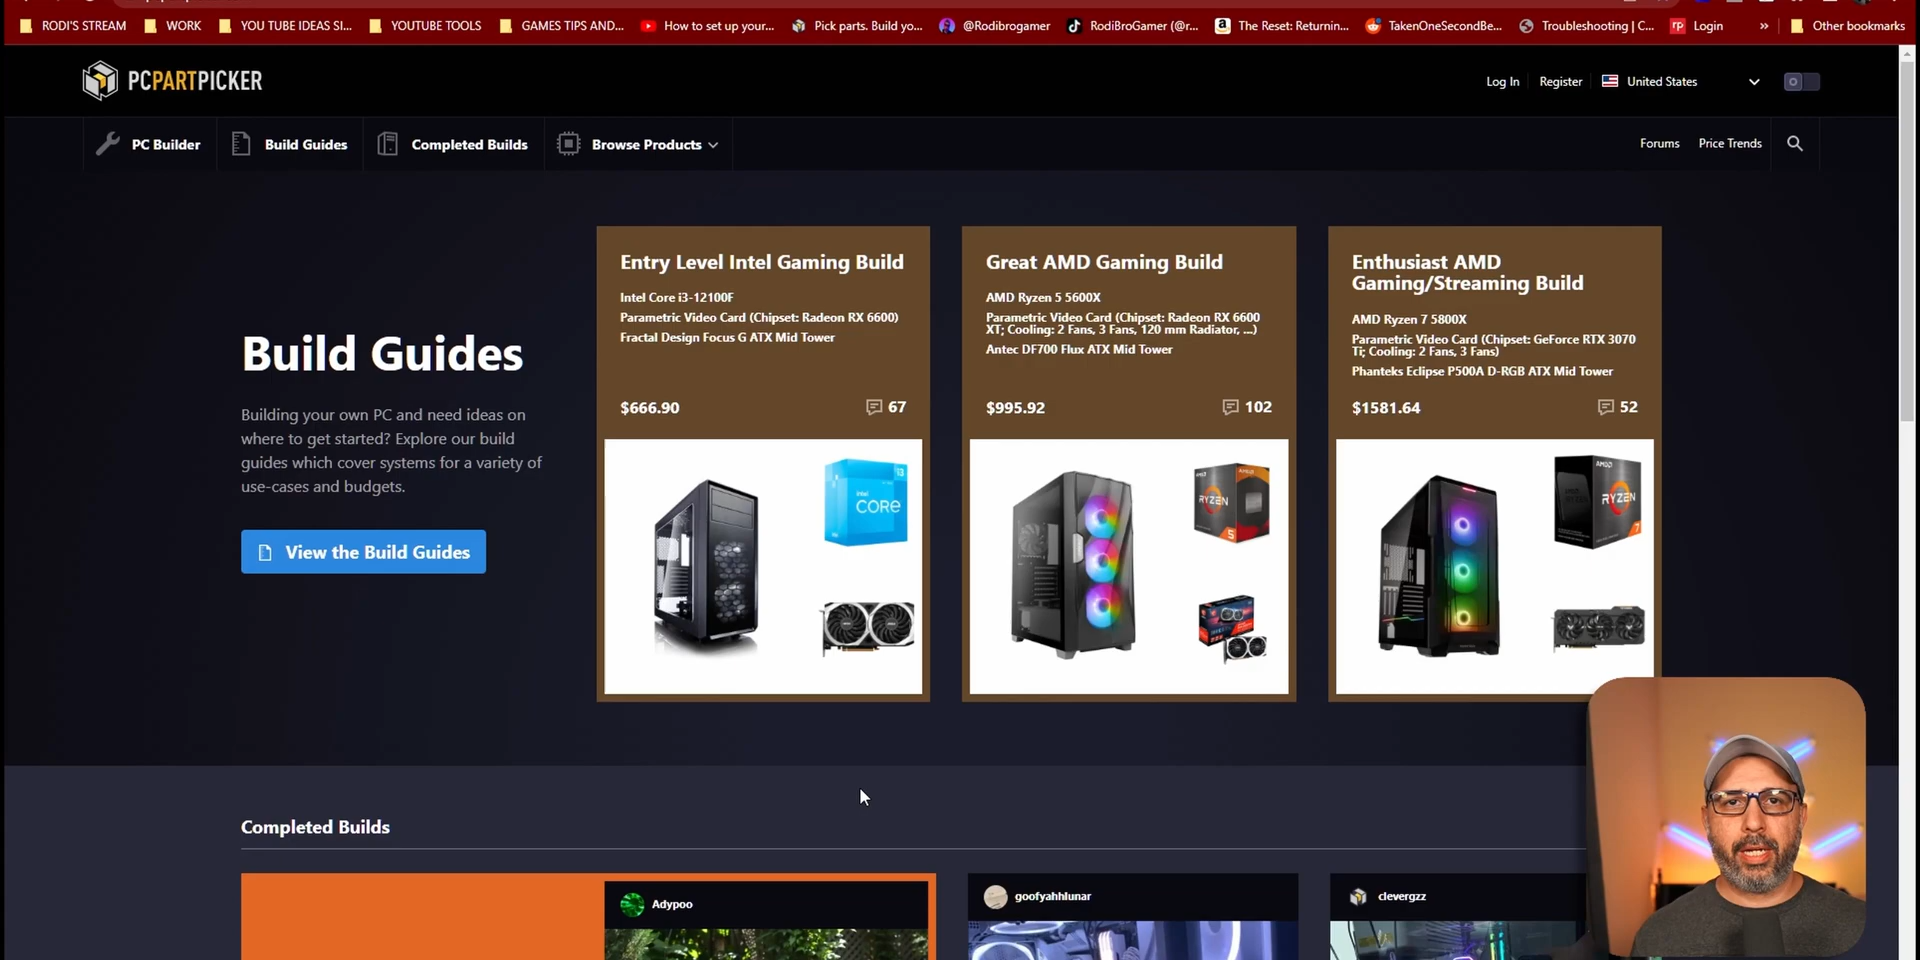 RODI'S STREAM
WORK
YOU TUBE IDEAS SI...
YOUTUBE TOOLS
GAMES TIPS AND...
How to set up your...
Pick parts. Build yo...
@Rodibrogamer
RodiBroGamer (@r...
The Reset: Returnin...
TakenOneSecondBe...
Troubleshooting | C...
rp
Login
»
Other bookmarks
PCPARTPICKER
Log In
Register
United States
PC Builder
Build Guides
Completed Builds
Browse Products
Forums
Price Trends
Build Guides
Building your own PC and need ideas on
where to get started? Explore our build
guides which cover systems for a variety of
use-cases and budgets.
View the Build Guides
Entry Level Intel Gaming Build
Intel Core i3-12100F
Parametric Video Card (Chipset: Radeon RX 6600)
Fractal Design Focus G ATX Mid Tower
$666.90
67
intel
CORE
i3
Great AMD Gaming Build
AMD Ryzen 5 5600X
Parametric Video Card (Chipset: Radeon RX 6600
XT; Cooling: 2 Fans, 3 Fans, 120 mm Radiator, ...)
Antec DF700 Flux ATX Mid Tower
$995.92
102
AMD
RYZEN
5
Enthusiast AMD
Gaming/Streaming Build
AMD Ryzen 7 5800X
Parametric Video Card (Chipset: GeForce RTX 3070
Ti; Cooling: 2 Fans, 3 Fans)
Phanteks Eclipse P500A D-RGB ATX Mid Tower
$1581.64
52
AMD
RYZEN
7
Completed Builds
Adypoo
goofyahhlunar
clevergzz